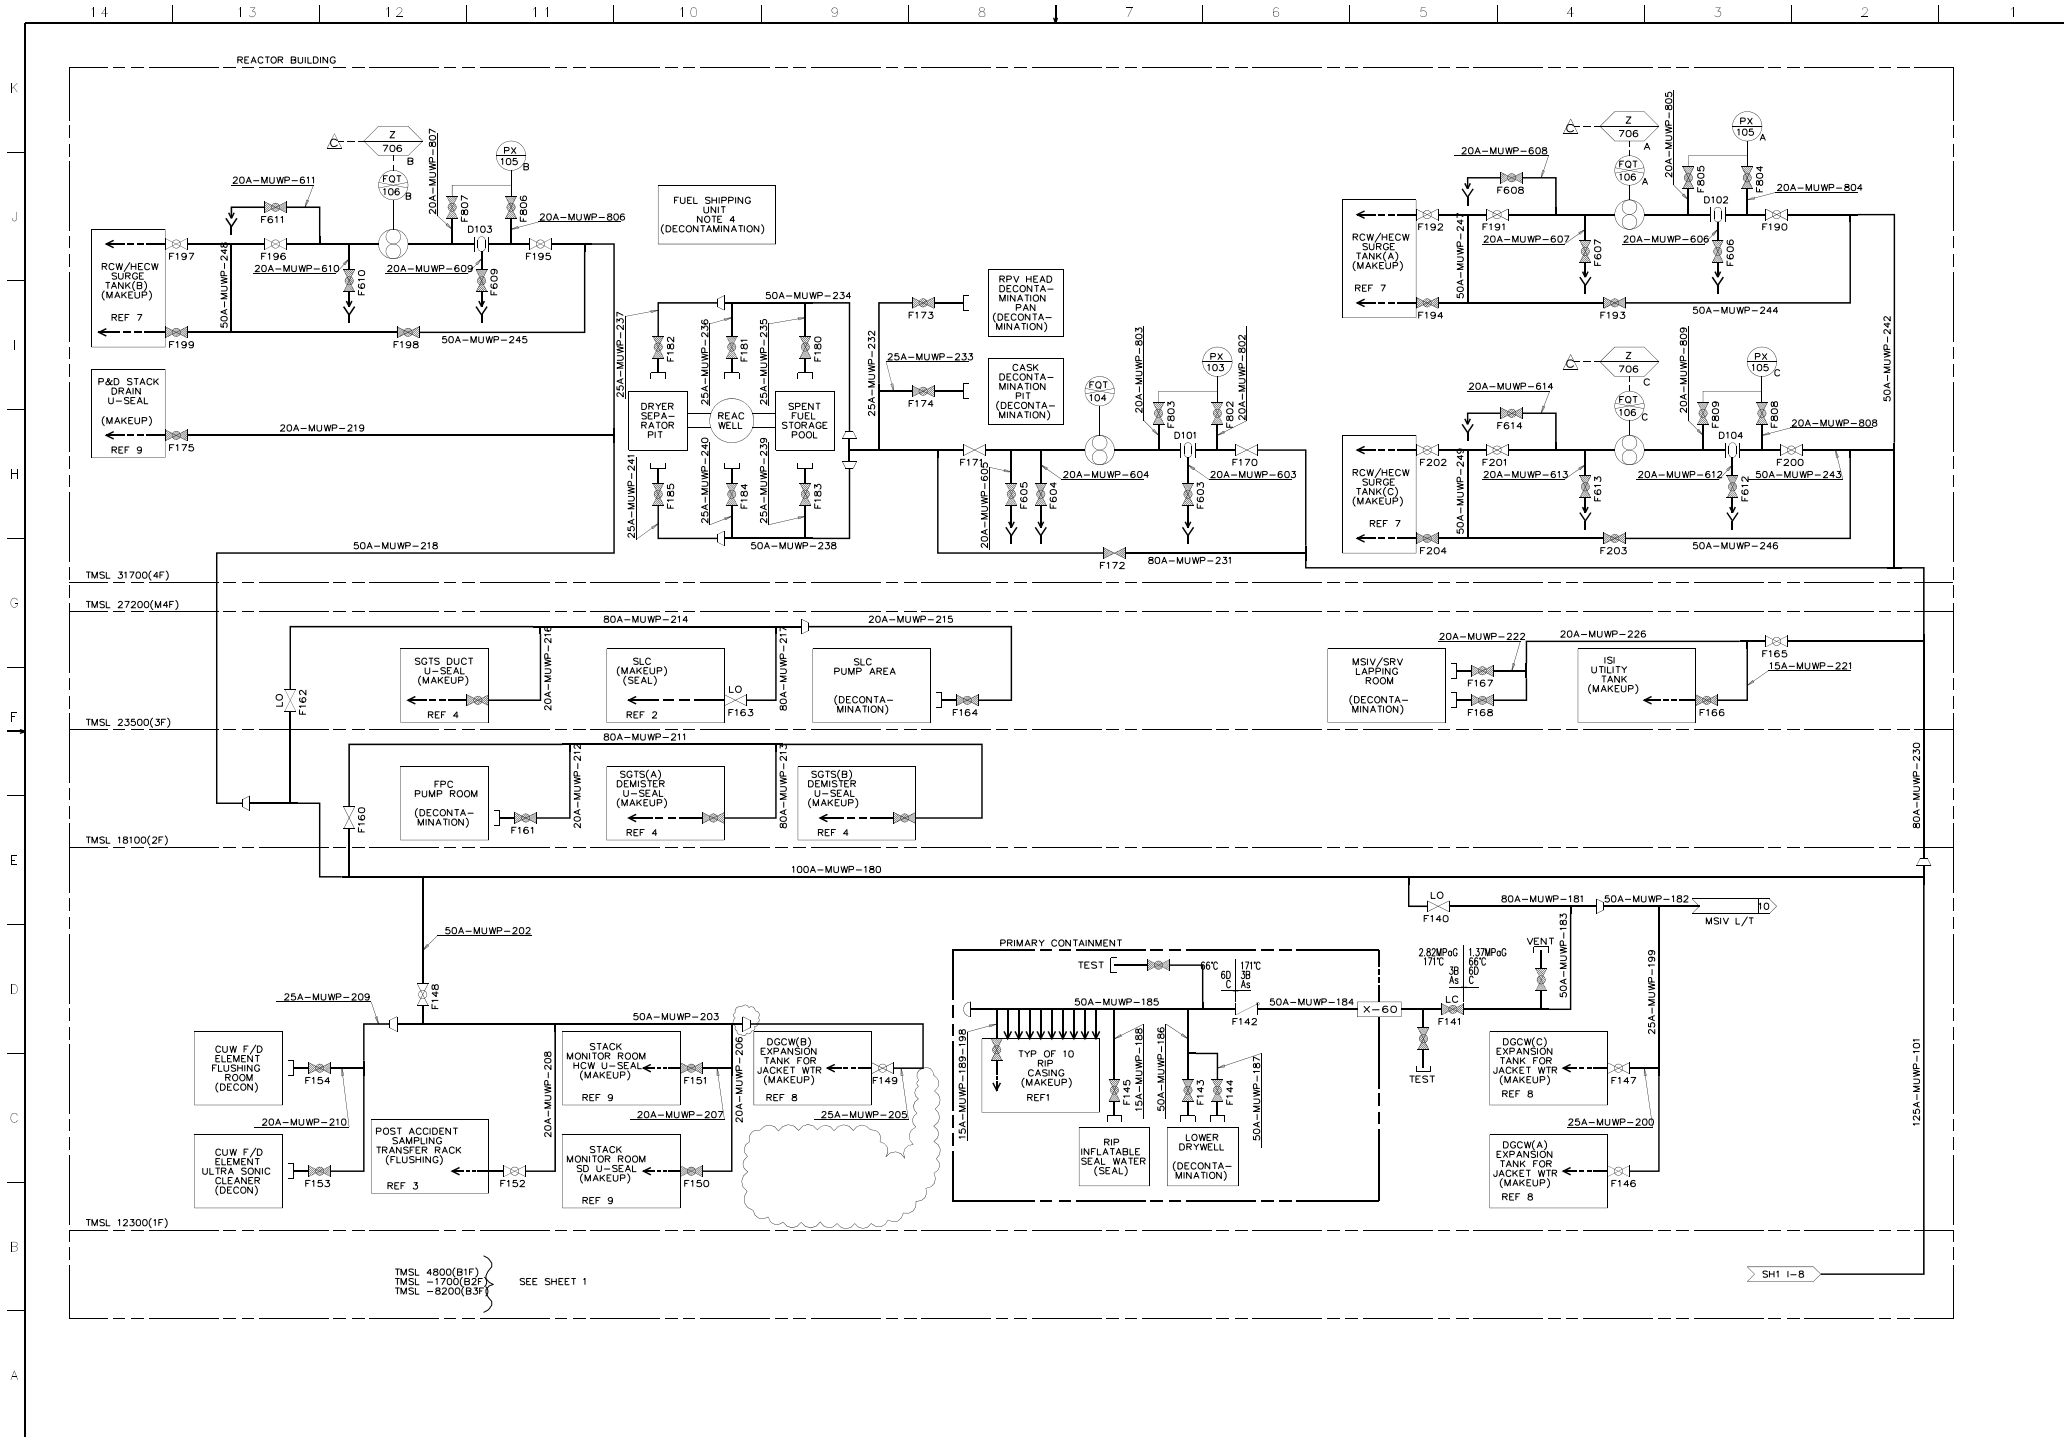 14 13 12 11 10 9 8 7 6 5 4 3 2 1
K
J
I
H
G
F
E
D
C
B
A
REACTOR BUILDING
C
Z
706
B
FQT
106
B
20A-MUWP-807
PX
105
B
20A-MUWP-611
F611
F807
F806
20A-MUWP-806
D103
F197
50A-MUWP-248
F196
F195
20A-MUWP-610
F610
20A-MUWP-609
F609
RCW/HECW
SURGE
TANK(B)
(MAKEUP)
REF 7
F199
F198
50A-MUWP-245
P&D STACK
DRAIN
U-SEAL
(MAKEUP)
REF 9
F175
20A-MUWP-219
50A-MUWP-218
FUEL SHIPPING
UNIT
NOTE 4
(DECONTAMINATION)
50A-MUWP-234
25A-MUWP-237
F182
25A-MUWP-236
F181
25A-MUWP-235
F180
DRYER
SEPA-
RATOR
PIT
REAC
WELL
SPENT
FUEL
STORAGE
POOL
25A-MUWP-241
F185
25A-MUWP-240
F184
25A-MUWP-239
F183
50A-MUWP-238
25A-MUWP-232
F173
25A-MUWP-233
F174
RPV HEAD
DECONTA-
MINATION
PAN
(DECONTA-
MINATION)
CASK
DECONTA-
MINATION
PIT
(DECONTA-
MINATION)
FQT
104
20A-MUWP-803
F803
PX
103
F802
20A-MUWP-802
D101
F171
F170
20A-MUWP-605
F605
F604
20A-MUWP-604
F603
20A-MUWP-603
F172
80A-MUWP-231
C
Z
706
A
FQT
106
A
20A-MUWP-805
PX
105
A
20A-MUWP-608
F608
F805
F804
20A-MUWP-804
D102
F192
50A-MUWP-247
F191
F190
20A-MUWP-607
F607
20A-MUWP-606
F606
RCW/HECW
SURGE
TANK(A)
(MAKEUP)
REF 7
F194
F193
50A-MUWP-244
50A-MUWP-242
C
Z
706
C
FQT
106
C
20A-MUWP-809
PX
105
C
20A-MUWP-614
F614
F809
F808
20A-MUWP-808
D104
F202
50A-MUWP-249
F201
F200
20A-MUWP-613
F613
20A-MUWP-612
F612
50A-MUWP-243
RCW/HECW
SURGE
TANK(C)
(MAKEUP)
REF 7
F204
F203
50A-MUWP-246
TMSL 31700(4F)
TMSL 27200(M4F)
80A-MUWP-214
20A-MUWP-215
LO
F162
SGTS DUCT
U-SEAL
(MAKEUP)
REF 4
20A-MUWP-216
SLC
(MAKEUP)
(SEAL)
REF 2
LO
F163
80A-MUWP-217
SLC
PUMP AREA
(DECONTA-
MINATION)
F164
MSIV/SRV
LAPPING
ROOM
(DECONTA-
MINATION)
20A-MUWP-222
F167
F168
20A-MUWP-226
ISI
UTILITY
TANK
(MAKEUP)
F165
15A-MUWP-221
F166
TMSL 23500(3F)
80A-MUWP-211
F160
FPC
PUMP ROOM
(DECONTA-
MINATION)
F161
20A-MUWP-212
SGTS(A)
DEMISTER
U-SEAL
(MAKEUP)
REF 4
80A-MUWP-213
SGTS(B)
DEMISTER
U-SEAL
(MAKEUP)
REF 4
80A-MUWP-230
TMSL 18100(2F)
100A-MUWP-180
50A-MUWP-202
F148
25A-MUWP-209
50A-MUWP-203
CUW F/D
ELEMENT
FLUSHING
ROOM
(DECON)
F154
20A-MUWP-210
CUW F/D
ELEMENT
ULTRA SONIC
CLEANER
(DECON)
F153
POST ACCIDENT
SAMPLING
TRANSFER RACK
(FLUSHING)
REF 3
F152
20A-MUWP-208
STACK
MONITOR ROOM
HCW U-SEAL
(MAKEUP)
REF 9
F151
20A-MUWP-207
20A-MUWP-206
STACK
MONITOR ROOM
SD U-SEAL
(MAKEUP)
REF 9
F150
DGCW(B)
EXPANSION
TANK FOR
JACKET WTR
(MAKEUP)
REF 8
F149
25A-MUWP-205
PRIMARY CONTAINMENT
TEST
66℃
6D
C
171℃
3B
As
50A-MUWP-185
F142
50A-MUWP-184
X-60
15A-MUWP-189-198
TYP OF 10
RIP
CASING
(MAKEUP)
REF1
F145
15A-MUWP-188
50A-MUWP-186
F143
F144
50A-MUWP-187
RIP
INFLATABLE
SEAL WATER
(SEAL)
LOWER
DRYWELL
(DECONTA-
MINATION)
LO
F140
80A-MUWP-181
50A-MUWP-182
10
MSIV L/T
2.82MPaG
171℃
3B
As
1.37MPaG
66℃
6D
C
LC
F141
TEST
VENT
50A-MUWP-183
25A-MUWP-199
DGCW(C)
EXPANSION
TANK FOR
JACKET WTR
(MAKEUP)
REF 8
F147
25A-MUWP-200
DGCW(A)
EXPANSION
TANK FOR
JACKET WTR
(MAKEUP)
REF 8
F146
125A-MUWP-101
TMSL 12300(1F)
TMSL 4800(B1F)
TMSL -1700(B2F)
TMSL -8200(B3F)
SEE SHEET 1
SH1 I-8